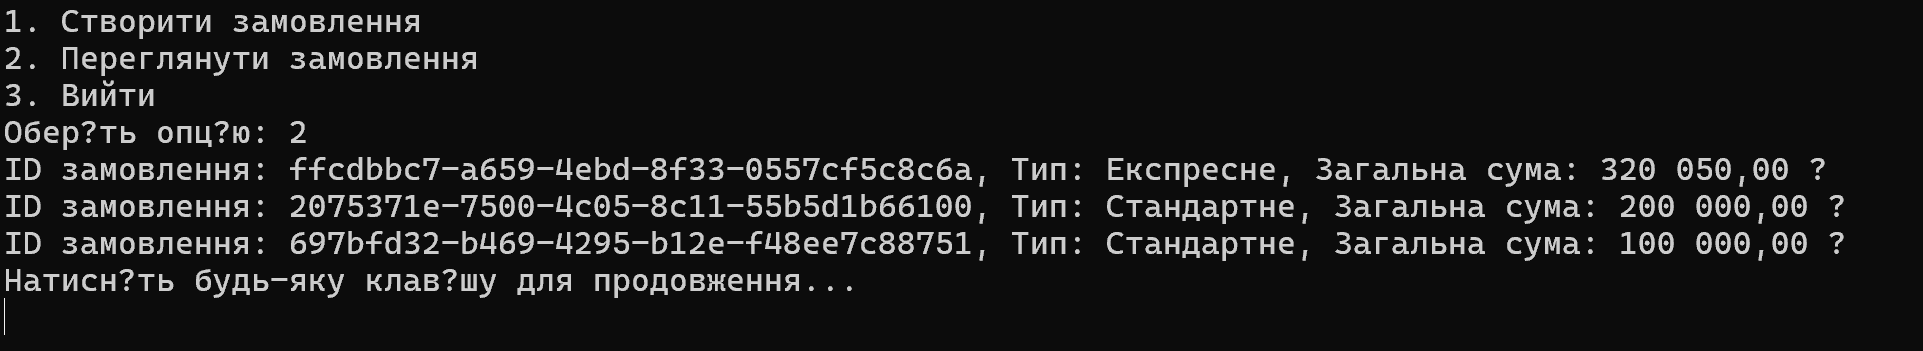 1. Створити замовлення
2. Переглянути замовлення
3. Вийти
Обер?ть опц?ю: 2
ID замовлення: ffcdbbc7-a659-4ebd-8f33-0557cf5c8c6a, Тип: Експресне, Загальна сума: 320 050,00 ?
ID замовлення: 2075371e-7500-4c05-8c11-55b5d1b66100, Тип: Стандартне, Загальна сума: 200 000,00 ?
ID замовлення: 697bfd32-b469-4295-b12e-f48ee7c88751, Тип: Стандартне, Загальна сума: 100 000,00 ?
Натисн?ть будь-яку клав?шу для продовження...